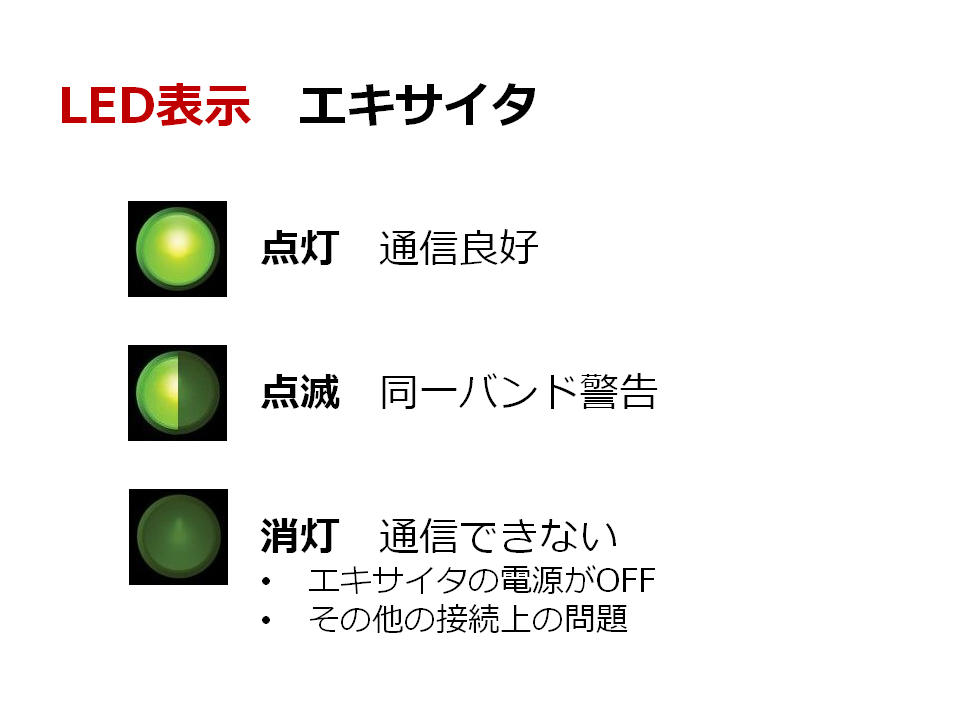 LED表示　エキサイタ
点灯　通信良好
点滅　同一バンド警告
消灯　通信できない
• エキサイタの電源がOFF
• その他の接続上の問題